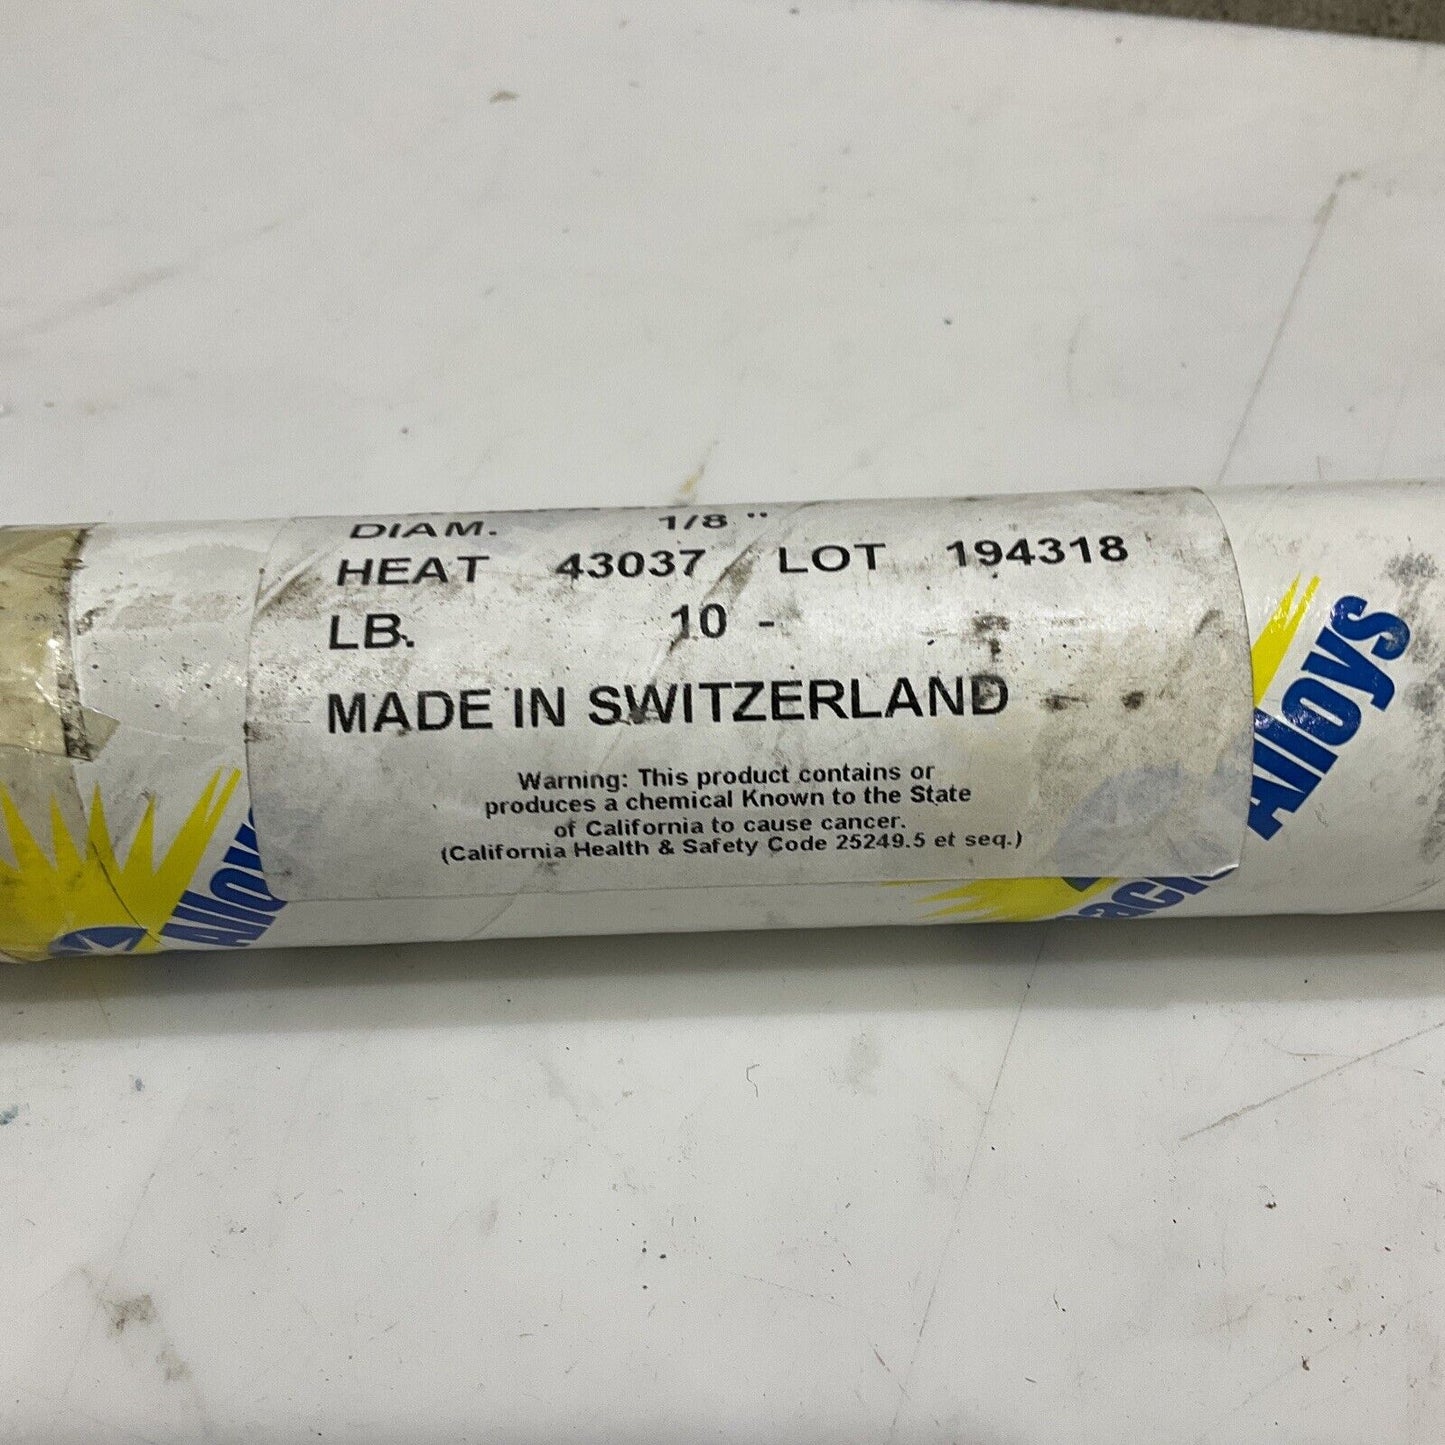 DIAM. 1/8 "
HEAT 43037 LOT 194318
LB. 10 -
MADE IN SWITZERLAND
Warning: This product contains or
produces a chemical Known to the State
of California to cause cancer.
(California Health & Safety Code 25249.5 et seq.)
Alloys